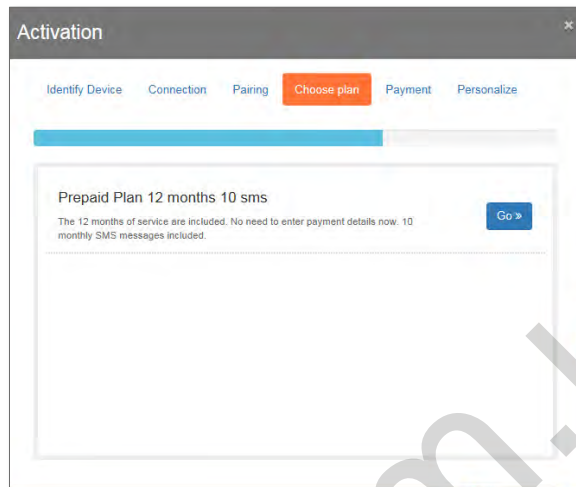 Activation ×
Identify Device Connection Pairing Choose plan Payment Personalize
Prepaid Plan 12 months 10 sms
The 12 months of service are included. No need to enter payment details now. 10
monthly SMS messages included.
Go »